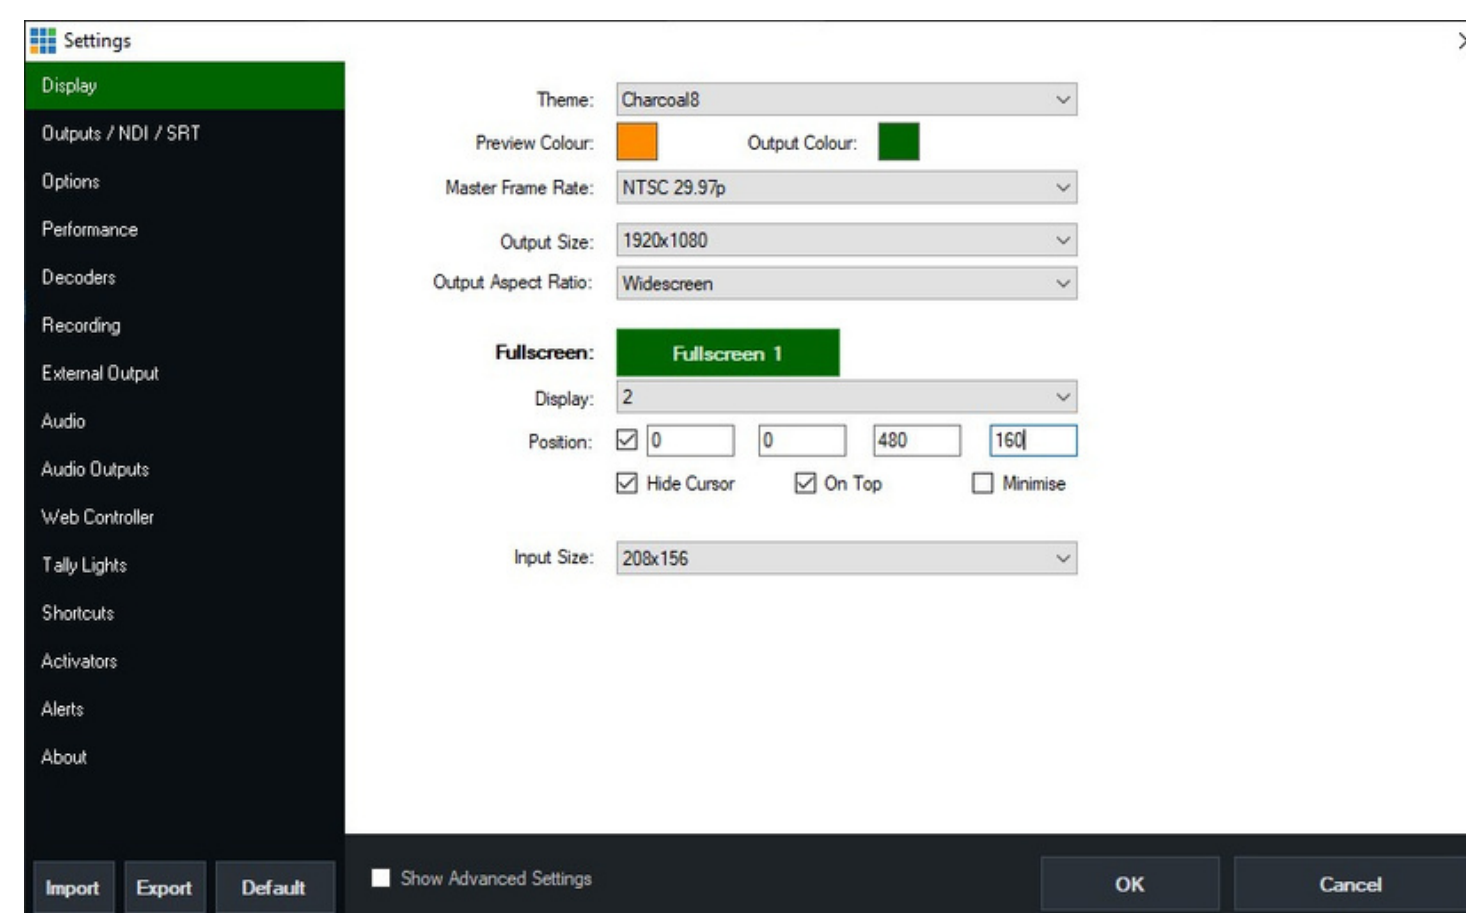 Settings
Display
Outputs / NDI / SRT
Options
Performance
Decoders
Recording
External Output
Audio
Audio Outputs
Web Controller
Tally Lights
Shortcuts
Activators
Alerts
About
Import Export Default
Theme: Charcoal8
Preview Colour: Output Colour:
Master Frame Rate: NTSC 29.97p
Output Size: 1920x1080
Output Aspect Ratio: Widescreen
Fullscreen: Fullscreen 1
Display: 2
Position: 0 0 480 160
Hide Cursor On Top Minimise
Input Size: 208x156
Show Advanced Settings OK Cancel